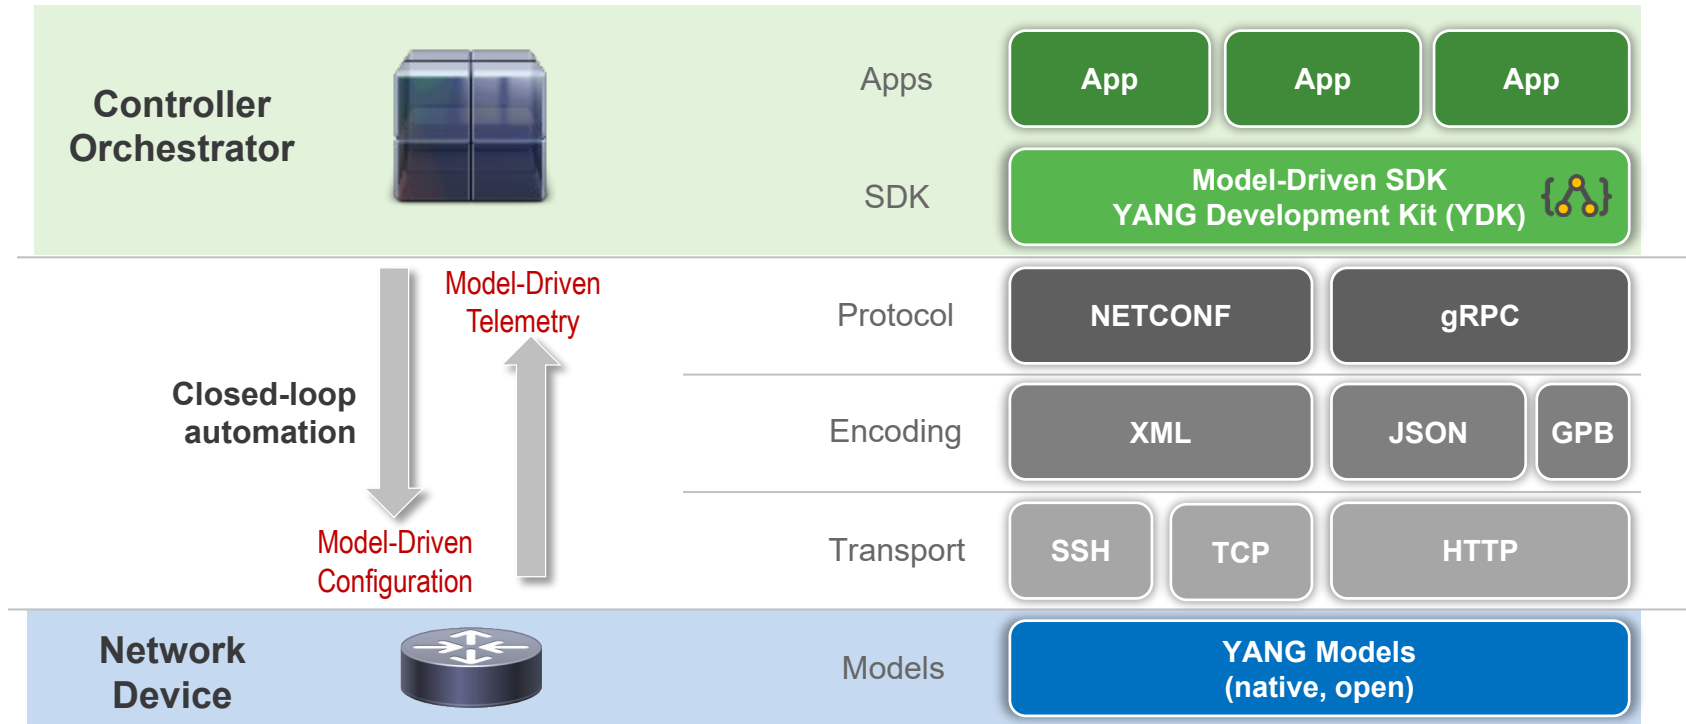 Controller
Orchestrator
Apps
App
App
App
SDK
Model-Driven SDK
YANG Development Kit (YDK)
Model-Driven
Telemetry
Closed-loop
automation
Model-Driven
Configuration
Protocol
NETCONF
gRPC
Encoding
XML
JSON
GPB
Transport
SSH
TCP
HTTP
Network
Device
Models
YANG Models
(native, open)